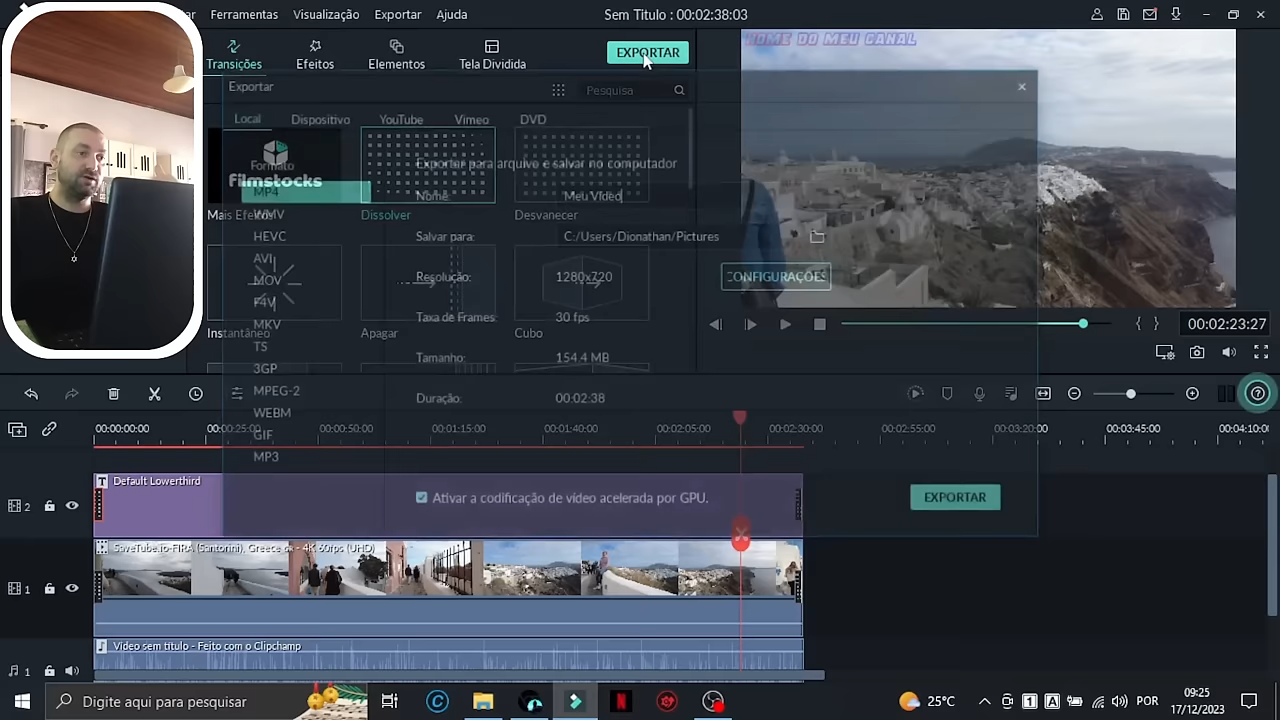 ar Ferramentas Visualização Exportar Ajuda
Sem Titulo : 00:02:38:03
Transições Efeitos Elementos Tela Dividida
EXPORTAR
NOME DO MEU CANAL
Exportar
Pesquisa
Local Dispositivo YouTube Vimeo DVD
Formato
filmstocks
Exportar para arquivo e salvar no computador
MP4
Nome: Meu Vídeo
WMV
Mais Efeitos Dissolver Desvanecer
HEVC
Salvar para: C:/Users/Dionathan/Pictures
AVI
MOV
Resolução: 1280x720 CONFIGURAÇÕES
F4V
Taxa de Frames: 30 fps
MKV
Instantâneo Apagar Cubo
00:02:23:27
TS
Tamanho: 154.4 MB
3GP
MPEG-2
Duração: 00:02:38
WEBM
GIF
MP3
00:00:00:00 00:00:25:00 00:00:50:00 00:01:15:00 00:01:40:00 00:02:05:00 00:02:30:00 00:02:55:00 00:03:20:00 00:03:45:00 00:04:10:0
Default Lowerthird
Ativar a codificação de vídeo acelerada por GPU.
EXPORTAR
2
SaveTube.io-FIRA (Santorini), Greece
- 4K 60fps (UHD)
1
Vídeo sem título - Feito com o Clipchamp
1
Digite aqui para pesquisar
25°C
POR
09:25
17/12/2023